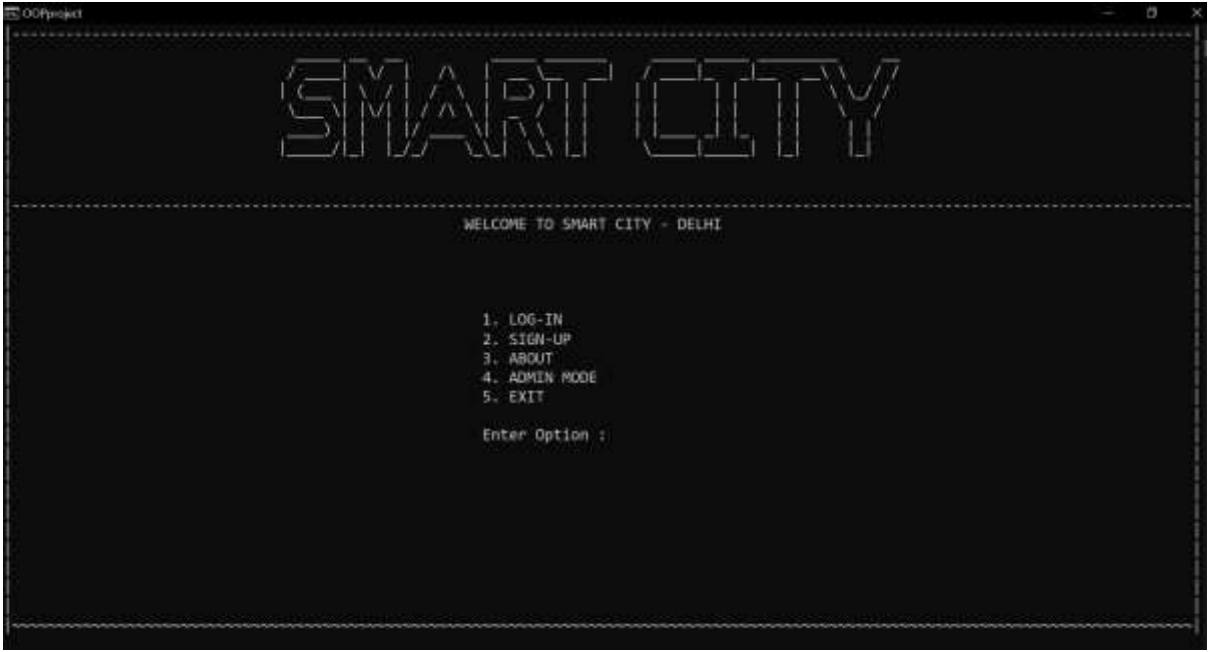 OOPproject
SMART CITY
WELCOME TO SMART CITY - DELHI
1. LOG-IN
2. SIGN-UP
3. ABOUT
4. ADMIN MODE
5. EXIT
Enter Option :